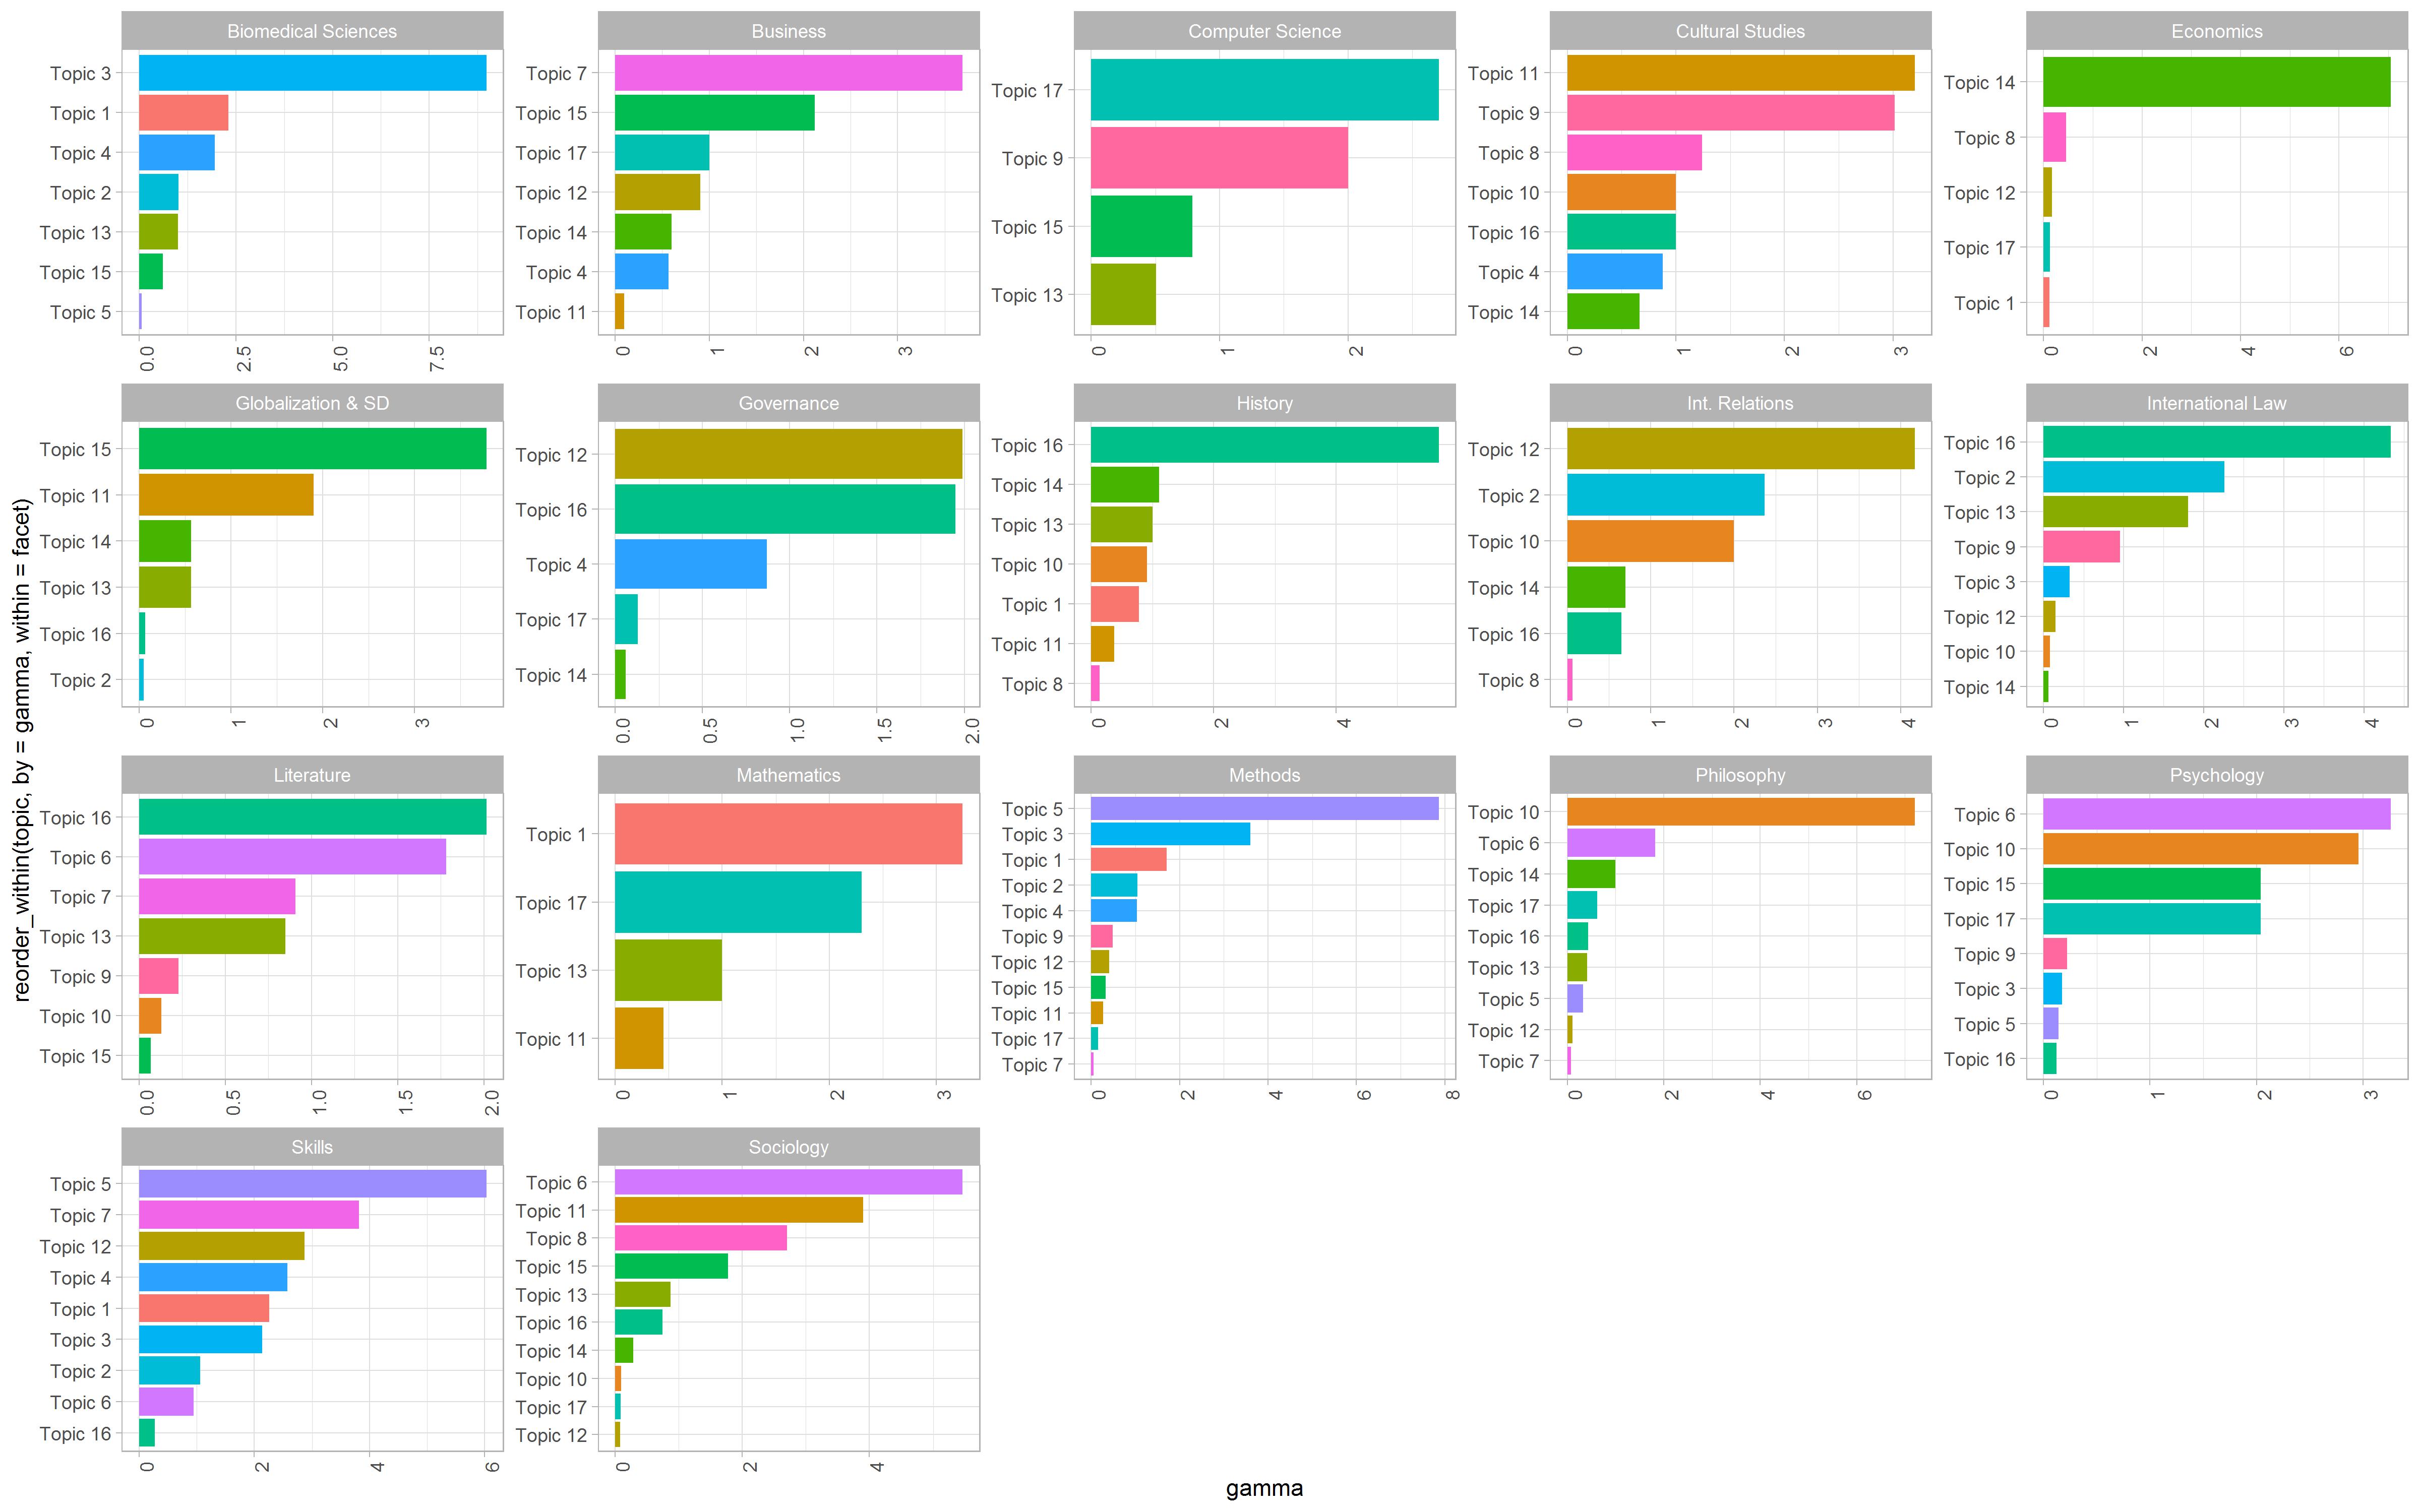 Biomedical Sciences
Topic 3
Topic 1
Topic 4
Topic 2
Topic 13
Topic 15
Topic 5
0.0 2.5 5.0 7.5
Business
Topic 7
Topic 15
Topic 17
Topic 12
Topic 14
Topic 4
Topic 11
0 1 2 3
Computer Science
Topic 17
Topic 9
Topic 15
Topic 13
0 1 2
Cultural Studies
Topic 11
Topic 9
Topic 8
Topic 10
Topic 16
Topic 4
Topic 14
0 1 2 3
Economics
Topic 14
Topic 8
Topic 12
Topic 17
Topic 1
0 2 4 6
Globalization & SD
Topic 15
Topic 11
Topic 14
Topic 13
Topic 16
Topic 2
0 1 2 3
Governance
Topic 12
Topic 16
Topic 4
Topic 17
Topic 14
0.0 0.5 1.0 1.5 2.0
History
Topic 16
Topic 14
Topic 13
Topic 10
Topic 1
Topic 11
Topic 8
0 2 4
Int. Relations
Topic 12
Topic 2
Topic 10
Topic 14
Topic 16
Topic 8
0 1 2 3 4
International Law
Topic 16
Topic 2
Topic 13
Topic 9
Topic 3
Topic 12
Topic 10
Topic 14
0 1 2 3 4
Literature
Topic 16
Topic 6
Topic 7
Topic 13
Topic 9
Topic 10
Topic 15
0.0 0.5 1.0 1.5 2.0
Mathematics
Topic 1
Topic 17
Topic 13
Topic 11
0 1 2 3
Methods
Topic 5
Topic 3
Topic 1
Topic 2
Topic 4
Topic 9
Topic 12
Topic 15
Topic 11
Topic 17
Topic 7
0 2 4 6 8
Philosophy
Topic 10
Topic 6
Topic 14
Topic 17
Topic 16
Topic 13
Topic 5
Topic 12
Topic 7
0 2 4 6
Psychology
Topic 6
Topic 10
Topic 15
Topic 17
Topic 9
Topic 3
Topic 5
Topic 16
0 1 2 3
Skills
Topic 5
Topic 7
Topic 12
Topic 4
Topic 1
Topic 3
Topic 2
Topic 6
Topic 16
0 2 4 6
Sociology
Topic 6
Topic 11
Topic 8
Topic 15
Topic 13
Topic 16
Topic 14
Topic 10
Topic 17
Topic 12
0 2 4
reorder_within(topic, by = gamma, within = facet)
gamma